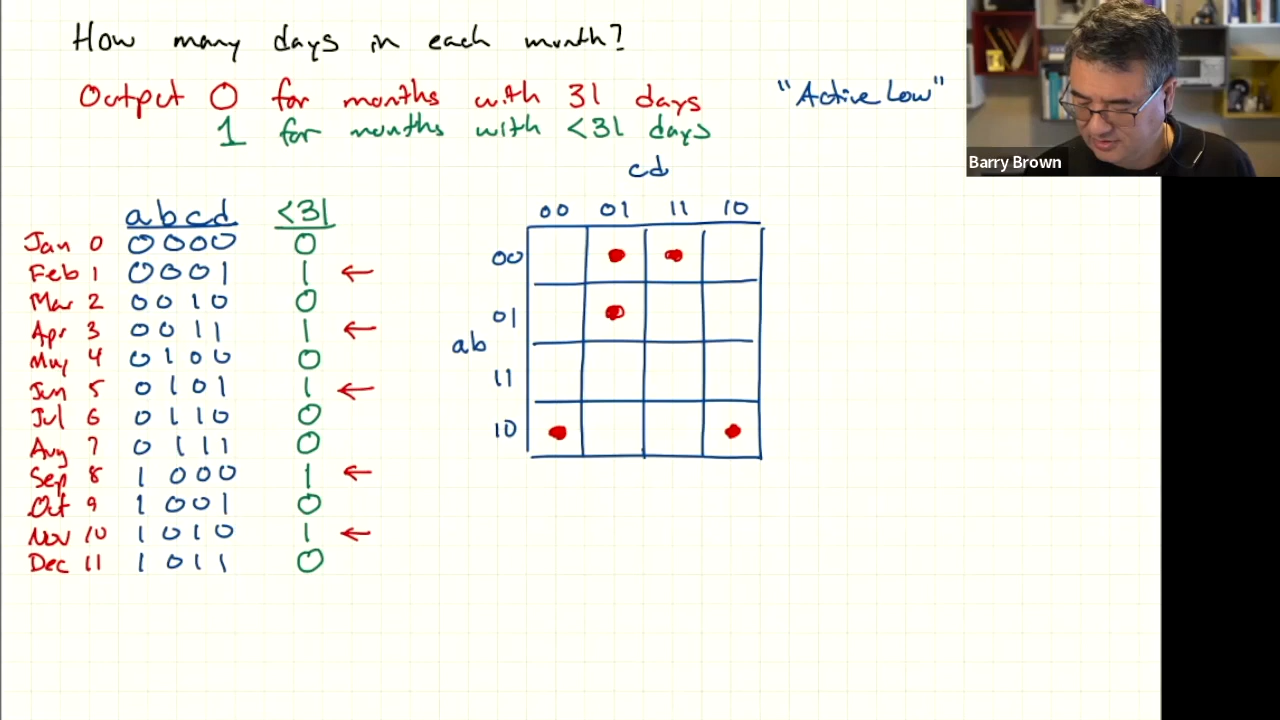 How many days in each month?
Output 0 for months with 31 days
"Active Low"
1 for months with <31 days
Barry Brown
abcd <31
Jan 0 0000 0
Feb 1 0001 1 ←
Mar 2 0010 0
Apr 3 0011 1 ←
May 4 0100 0
Jun 5 0101 1 ←
Jul 6 0110 0
Aug 7 0111 0
Sep 8 1000 1 ←
Oct 9 1001 0
Nov 10 1010 1 ←
Dec 11 1011 0
cd
00 01 11 10
00
01
ab
11
10